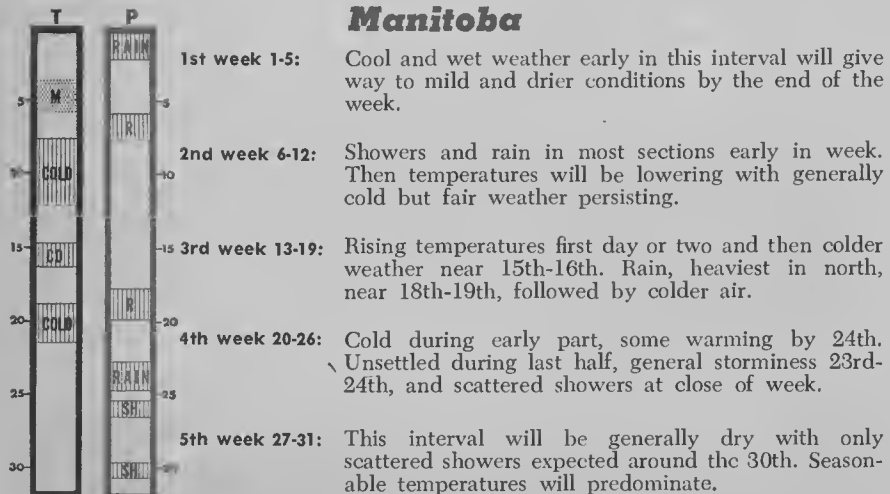 T P
Manitoba
RAIN
1st week 1-5: Cool and wet weather early in this interval will give
way to mild and drier conditions by the end of the
week.
5 M 5
R
2nd week 6-12: Showers and rain in most sections early in week.
Then temperatures will be lowering with generally
cold but fair weather persisting.
COLD 10
15 CD 15
3rd week 13-19: Rising temperatures first day or two and then colder
weather near 15th-16th. Rain, heaviest in north,
near 18th-19th, followed by colder air.
R
20 COLD 20
4th week 20-26: Cold during early part, some warming by 24th.
Unsettled during last half, general storminess 23rd-
24th, and scattered showers at close of week.
RAIN
25 25
SH.
5th week 27-31: This interval will be generally dry with only
scattered showers expected around the 30th. Season-
able temperatures will predominate.
30 SH.